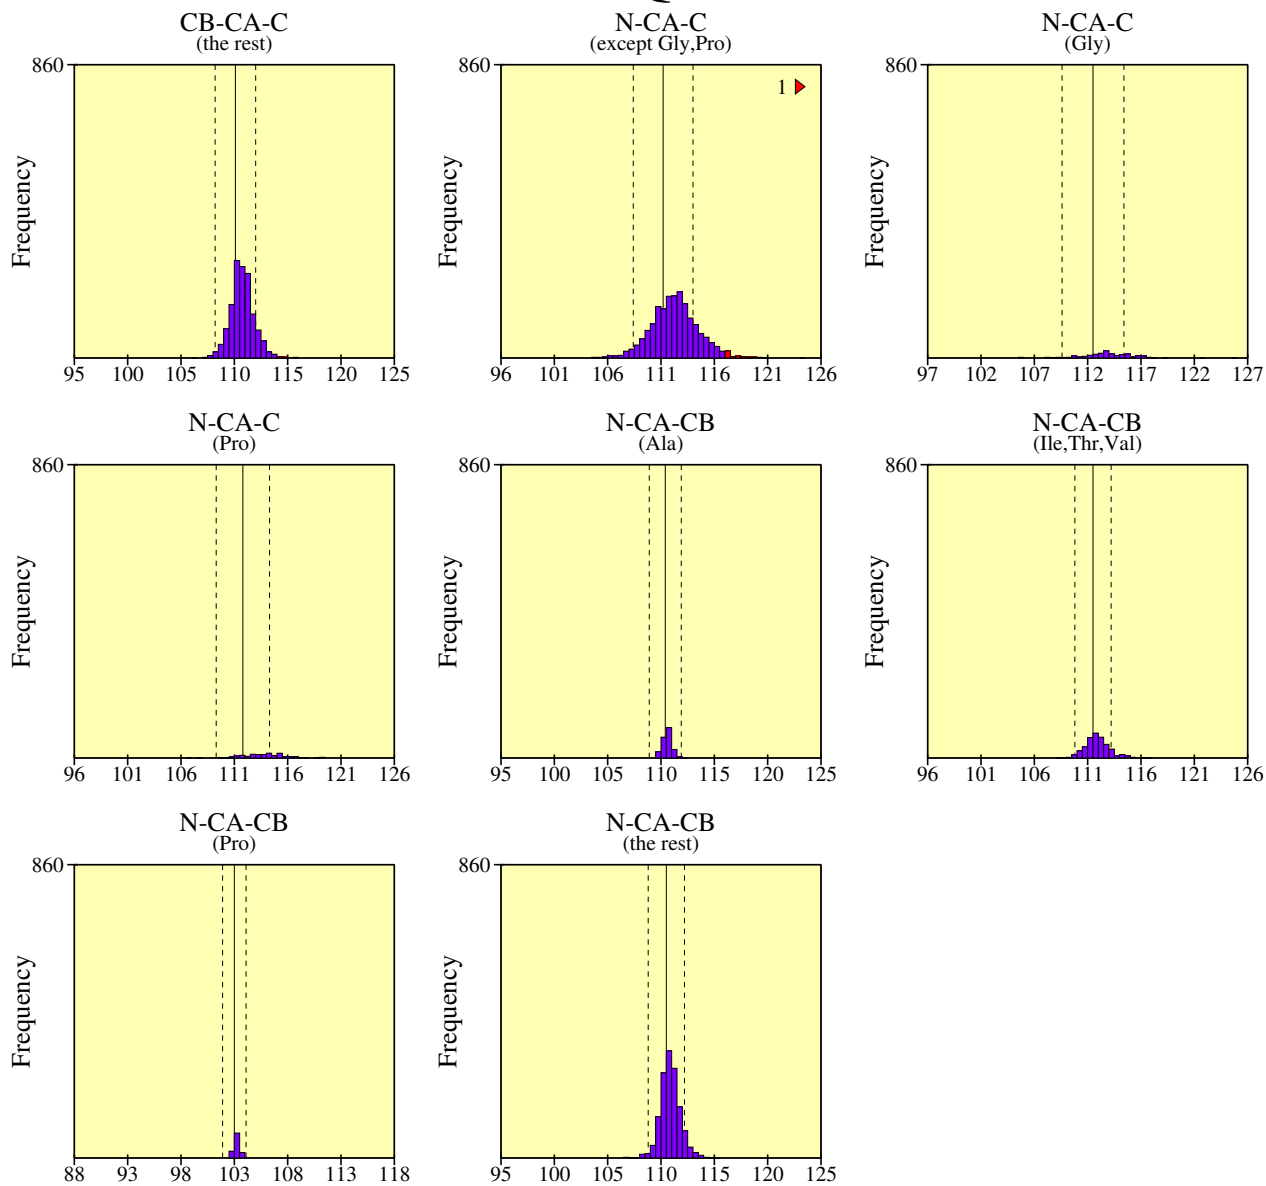 CB-CA-C
(the rest)
860
Frequency
95 100 105 110 115 120 125
N-CA-C
(except Gly,Pro)
860
1
Frequency
96 101 106 111 116 121 126
N-CA-C
(Gly)
860
Frequency
97 102 107 112 117 122 127
N-CA-C
(Pro)
860
Frequency
96 101 106 111 116 121 126
N-CA-CB
(Ala)
860
Frequency
95 100 105 110 115 120 125
N-CA-CB
(Ile,Thr,Val)
860
Frequency
96 101 106 111 116 121 126
N-CA-CB
(Pro)
860
Frequency
88 93 98 103 108 113 118
N-CA-CB
(the rest)
860
Frequency
95 100 105 110 115 120 125